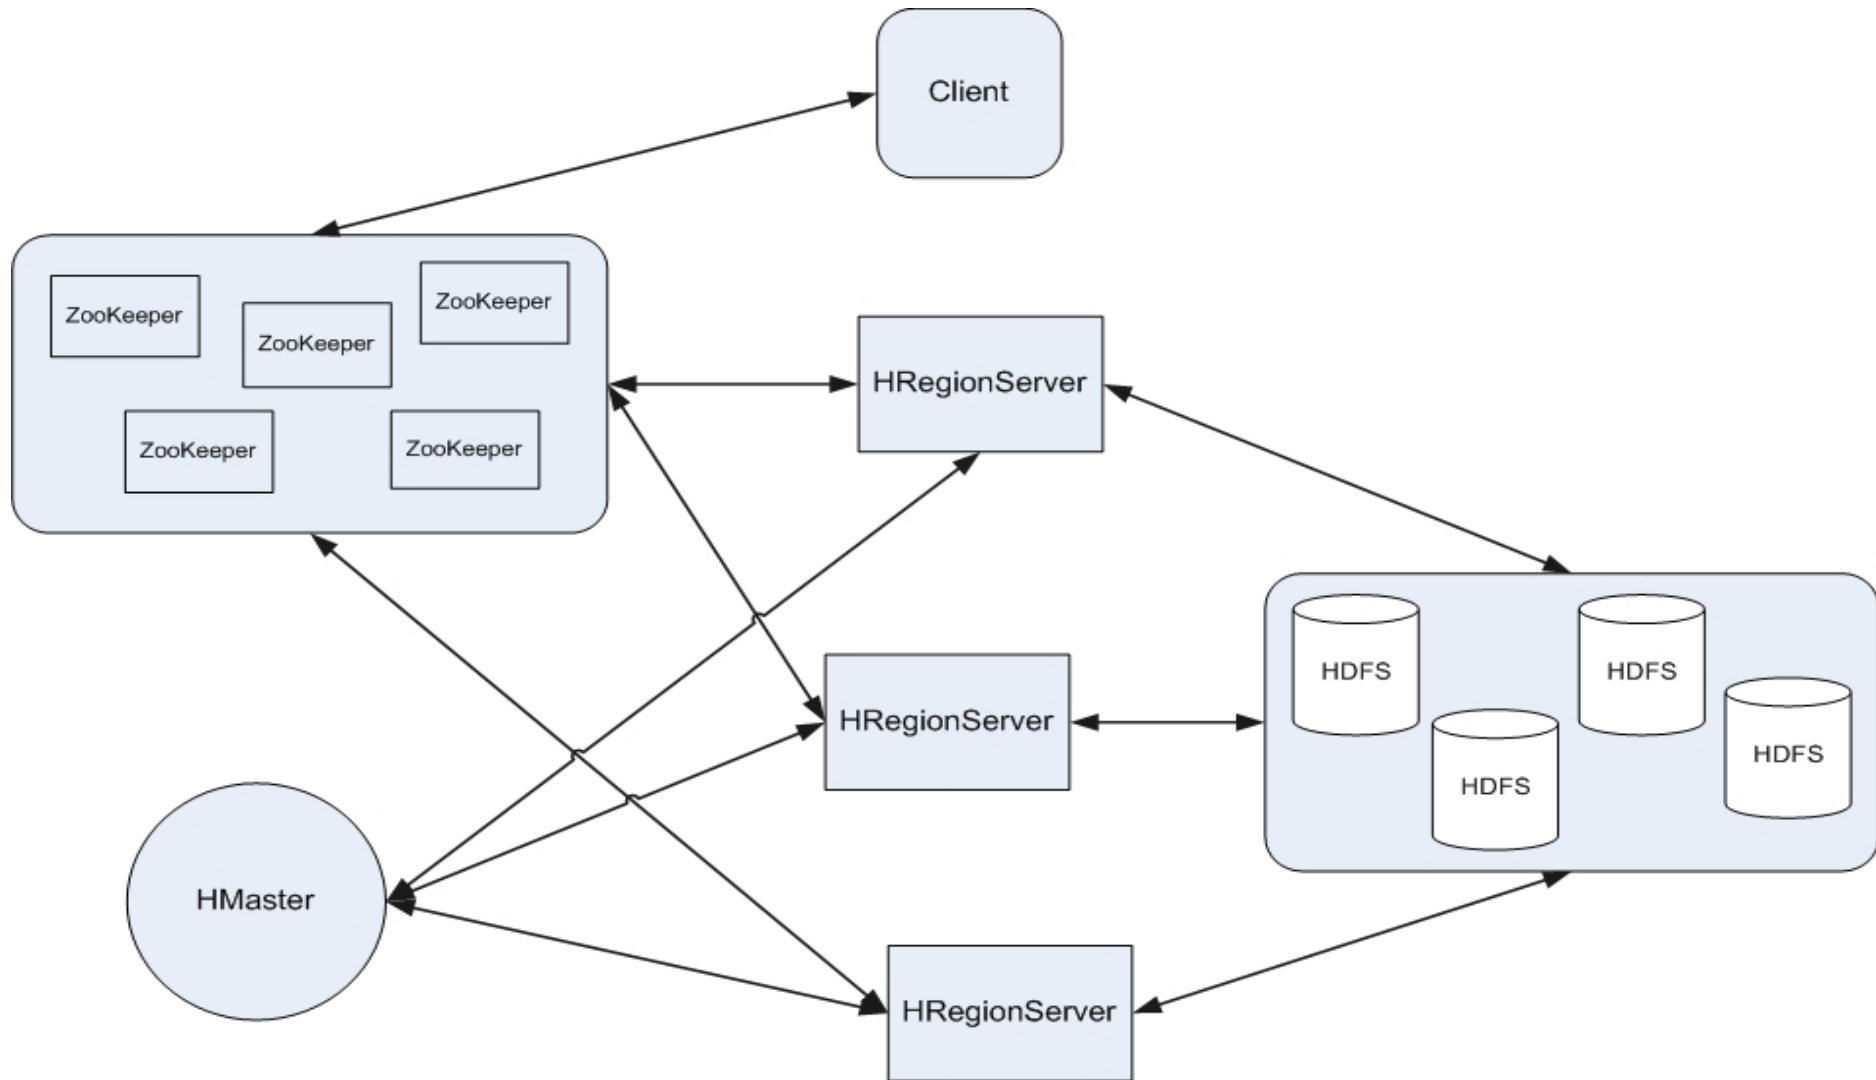 Client
ZooKeeper
ZooKeeper
ZooKeeper
ZooKeeper
ZooKeeper
HRegionServer
HRegionServer
HRegionServer
HDFS
HDFS
HDFS
HDFS
HMaster